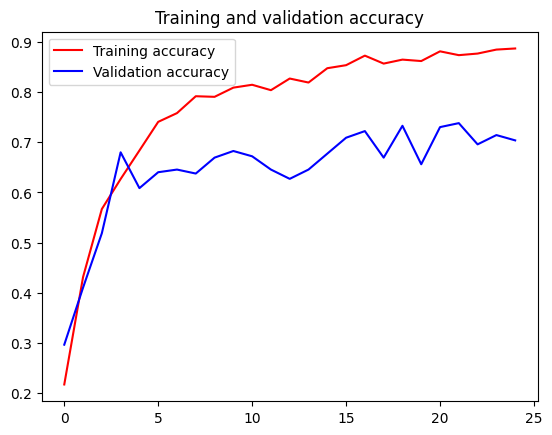 Training and validation accuracy
Training accuracy
Validation accuracy
0.9
0.8
0.7
0.6
0.5
0.4
0.3
0.2
0 5 10 15 20 25